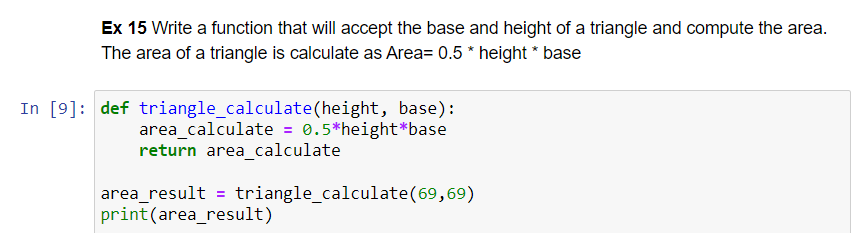 Ex 15 Write a function that will accept the base and height of a triangle and compute the area.
The area of a triangle is calculate as Area= 0.5 * height * base
In [9]: def triangle_calculate(height, base):
    area_calculate = 0.5*height*base
    return area_calculate
area_result = triangle_calculate(69,69)
print(area_result)